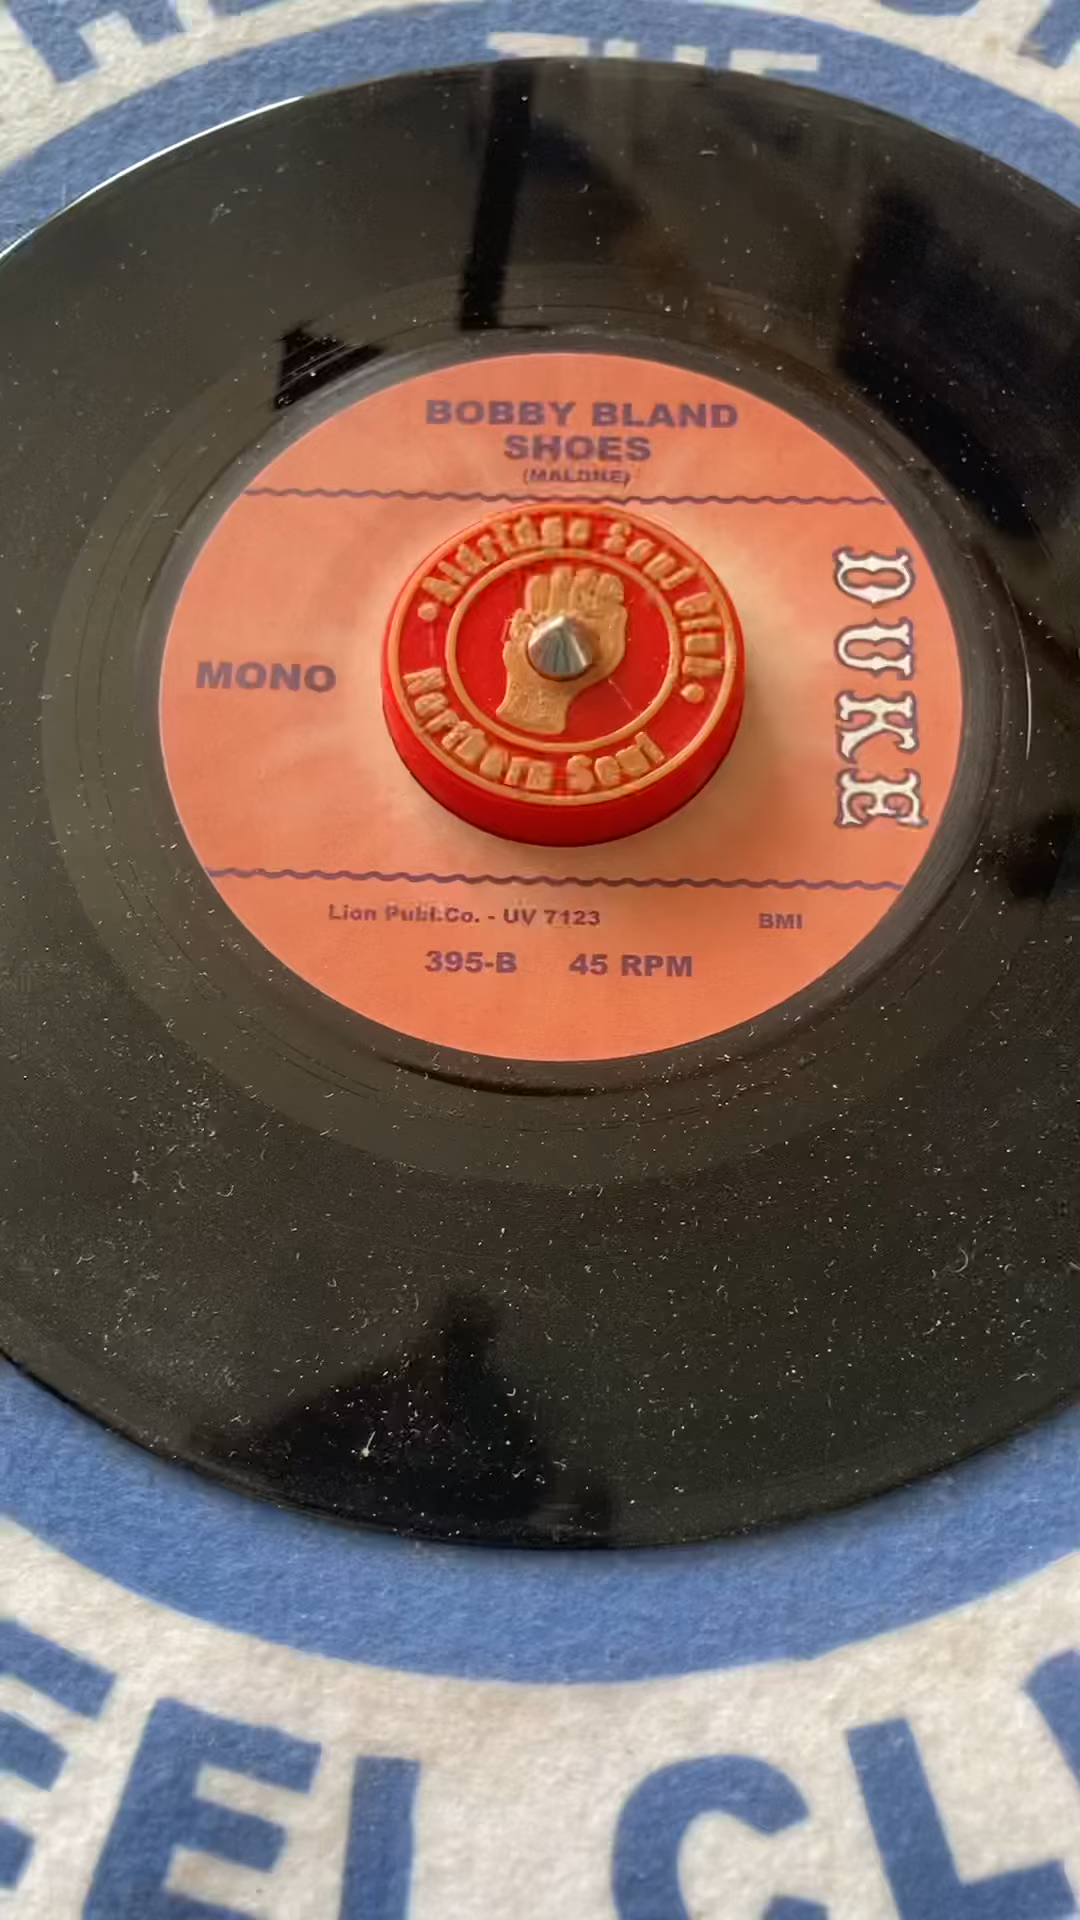 THE
BOBBY BLAND
SHOES
(MALONE)
Aldridge Soul Club
Northern Soul
MONO
DUKE
Lion Publ.Co. - UV 7123
BMI
395-B 45 RPM